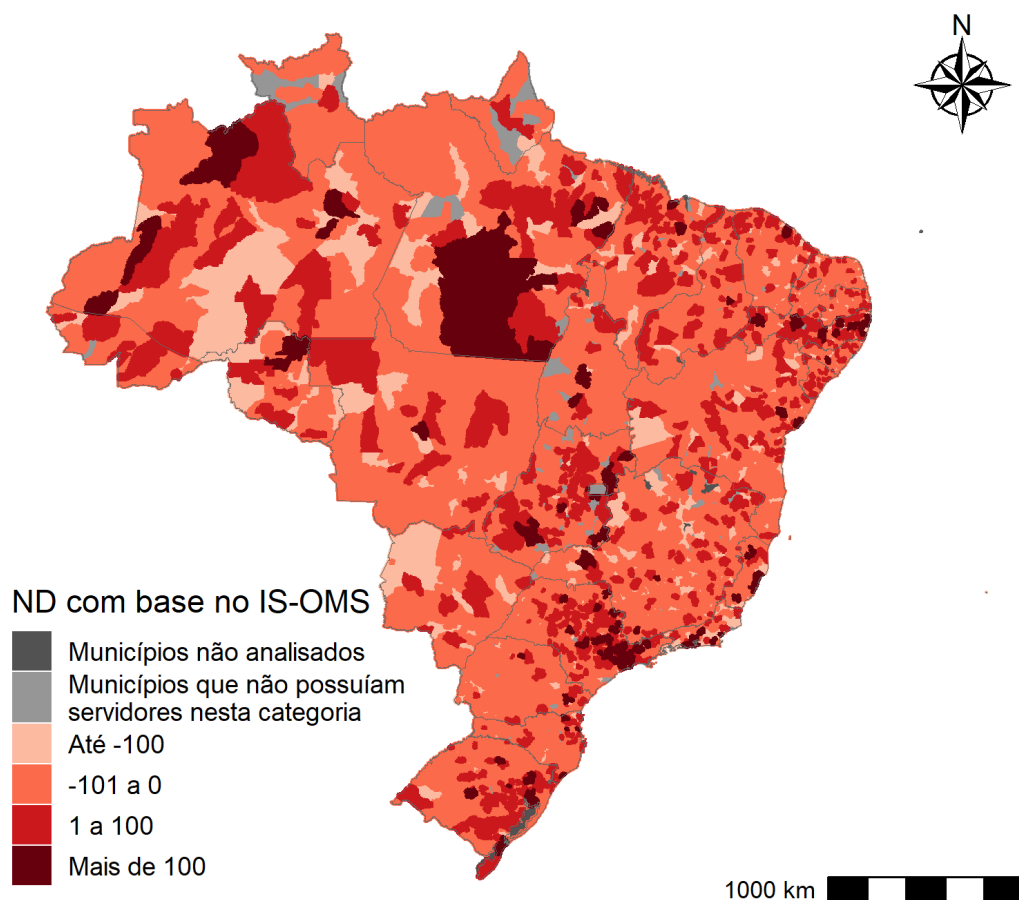 N
ND com base no IS-OMS
Municípios não analisados
Municípios que não possuíam
servidores nesta categoria
Até -100
-101 a 0
1 a 100
Mais de 100
1000 km